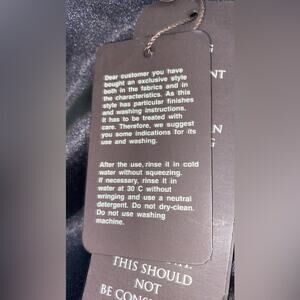 Dear customer you have
bought an exclusive style
both in the fabrics and in
the characteristics. As this
style has particular finishes
and washing instructions.
It has to be treated with
care. Therefore, we suggest
you some indications for its
use and washing.
After the use, rinse it in cold
water without squeezing.
If necessary, rinse it in
water at 30 C without
wringing and use a neutral
detergent. Do not dry-clean.
Do not use washing
machine.
THIS SHOULD
NOT